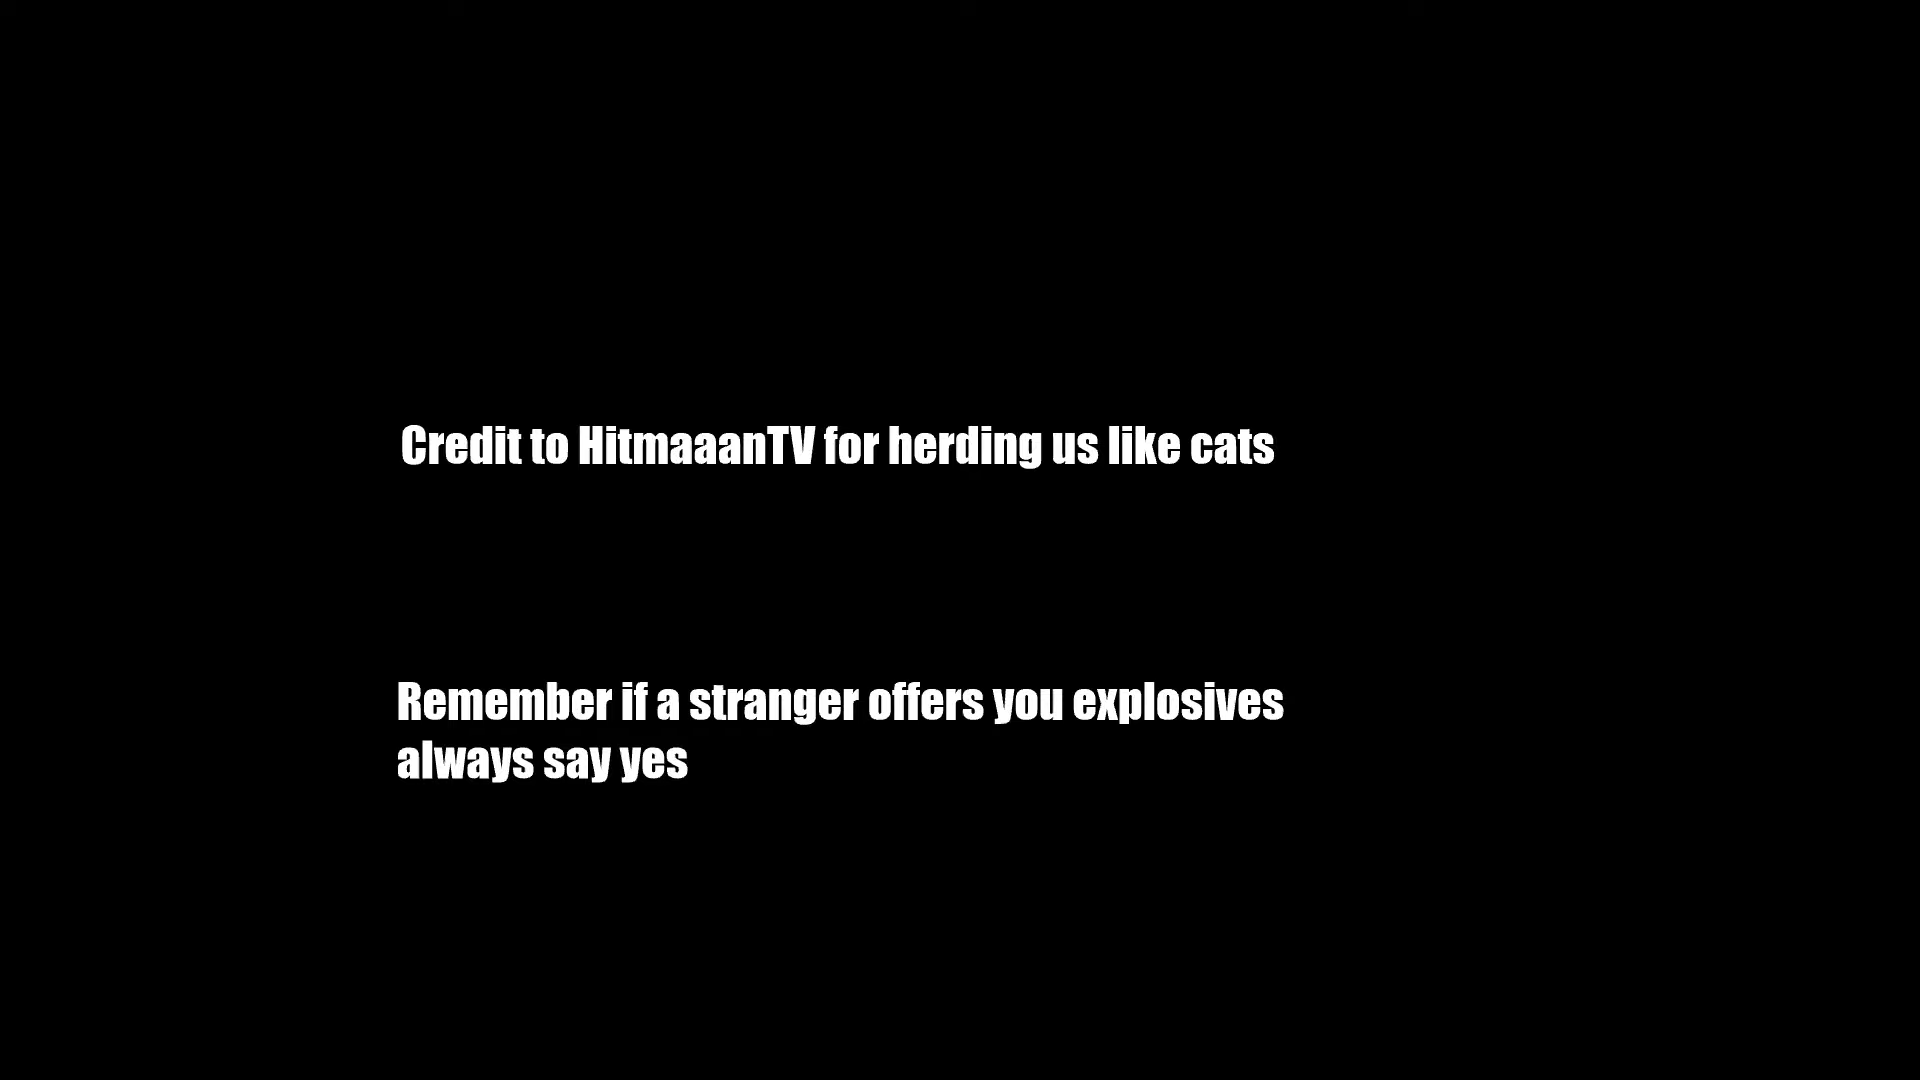 Credit to HitmaaanTV for herding us like cats
Remember if a stranger offers you explosives
always say yes